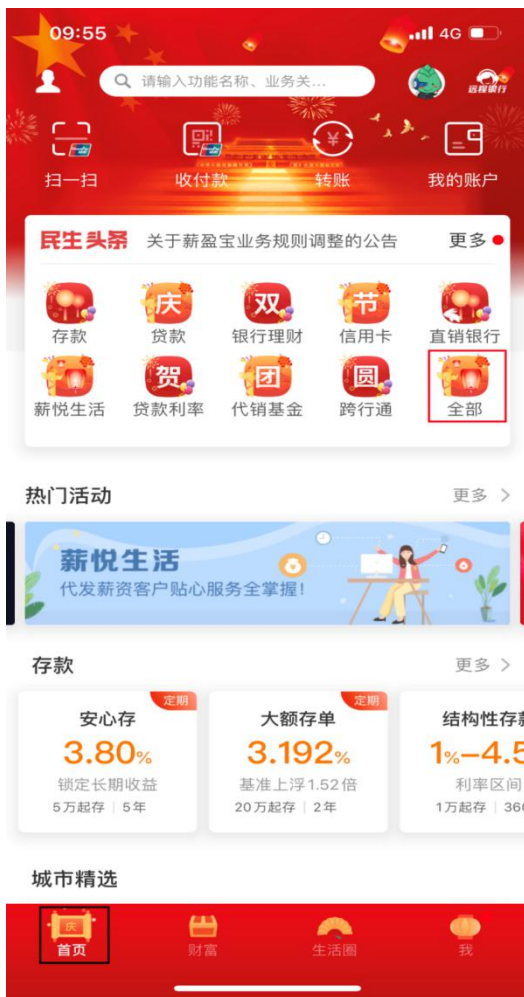 09:55 4G
请输入功能名称、业务关... 远程银行
扫一扫 收付款 转账 我的账户
民生头条 关于薪盈宝业务规则调整的公告 更多
庆 双 节
存款 贷款 银行理财 信用卡 直销银行
贺 团 圆
薪悦生活 贷款利率 代销基金 跨行通 全部
热门活动 更多 >
薪悦生活
代发薪资客户贴心服务全掌握!
存款 更多 >
定期 定期
安心存 大额存单 结构性存款
3.80% 3.192% 1%-4.5
锁定长期收益 基准上浮1.52倍 利率区间
5万起存 | 5年 20万起存 | 2年 1万起存 | 360
城市精选
庆
首页 财富 生活圈 我